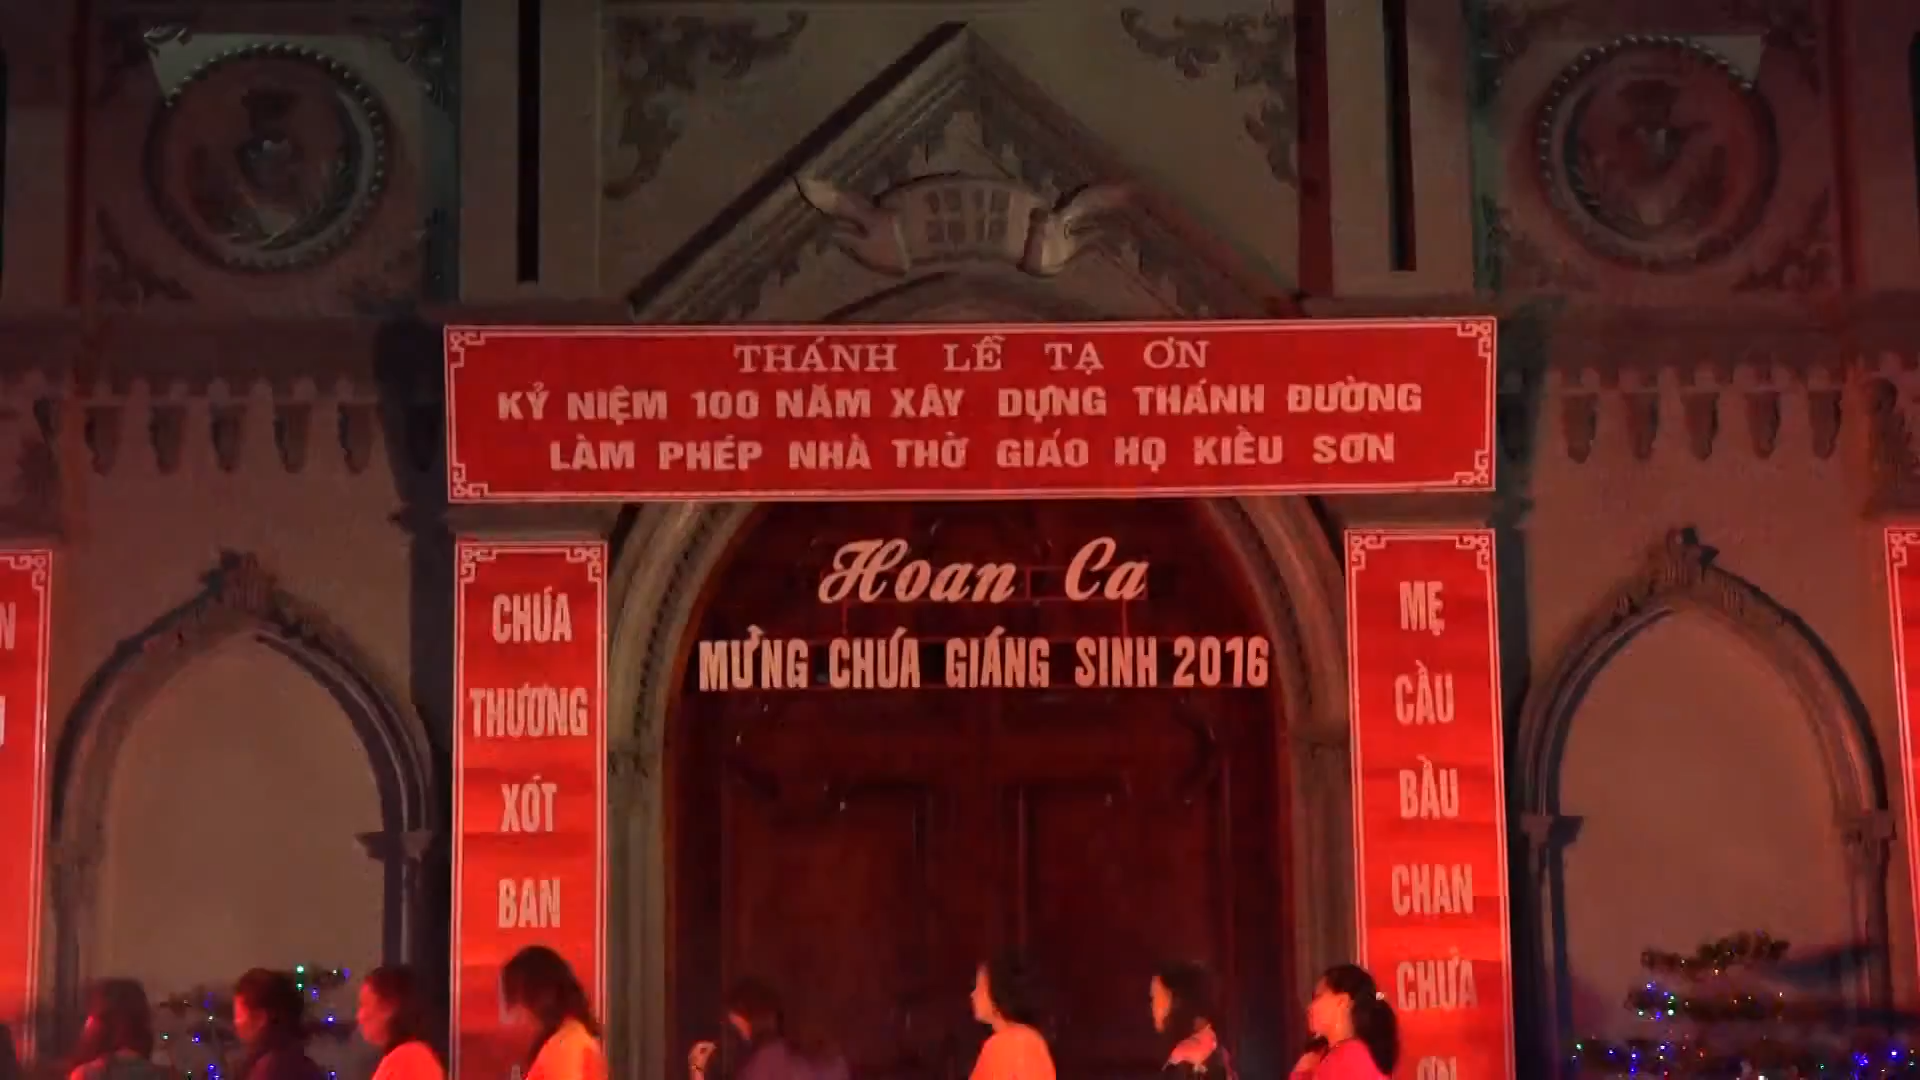 THÁNH LỄ TẠ ƠN
KỶ NIỆM 100 NĂM XÂY DỰNG THÁNH ĐƯỜNG
LÀM PHÉP NHÀ THỜ GIÁO HỌ KIỀU SƠN
Hoan Ca
MỪNG CHÚA GIÁNG SINH 2016
CHÚA
THƯƠNG
XÓT
BAN
MẸ
CẦU
BẦU
CHAN
CHỨA
ƠN